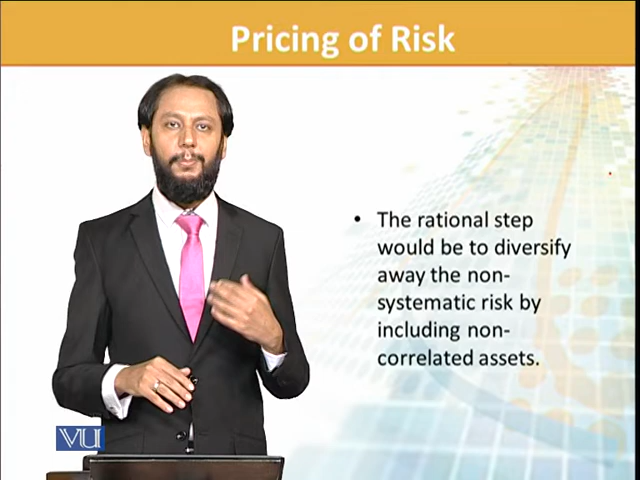 Pricing of Risk
• The rational step
would be to diversify
away the non-
systematic risk by
including non-
correlated assets.
VU